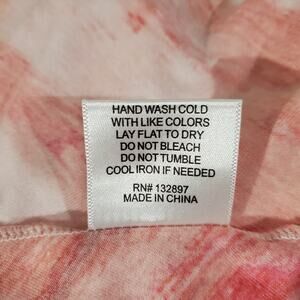 HAND WASH COLD
WITH LIKE COLORS
LAY FLAT TO DRY
DO NOT BLEACH
DO NOT TUMBLE
COOL IRON IF NEEDED
RN# 132897
MADE IN CHINA